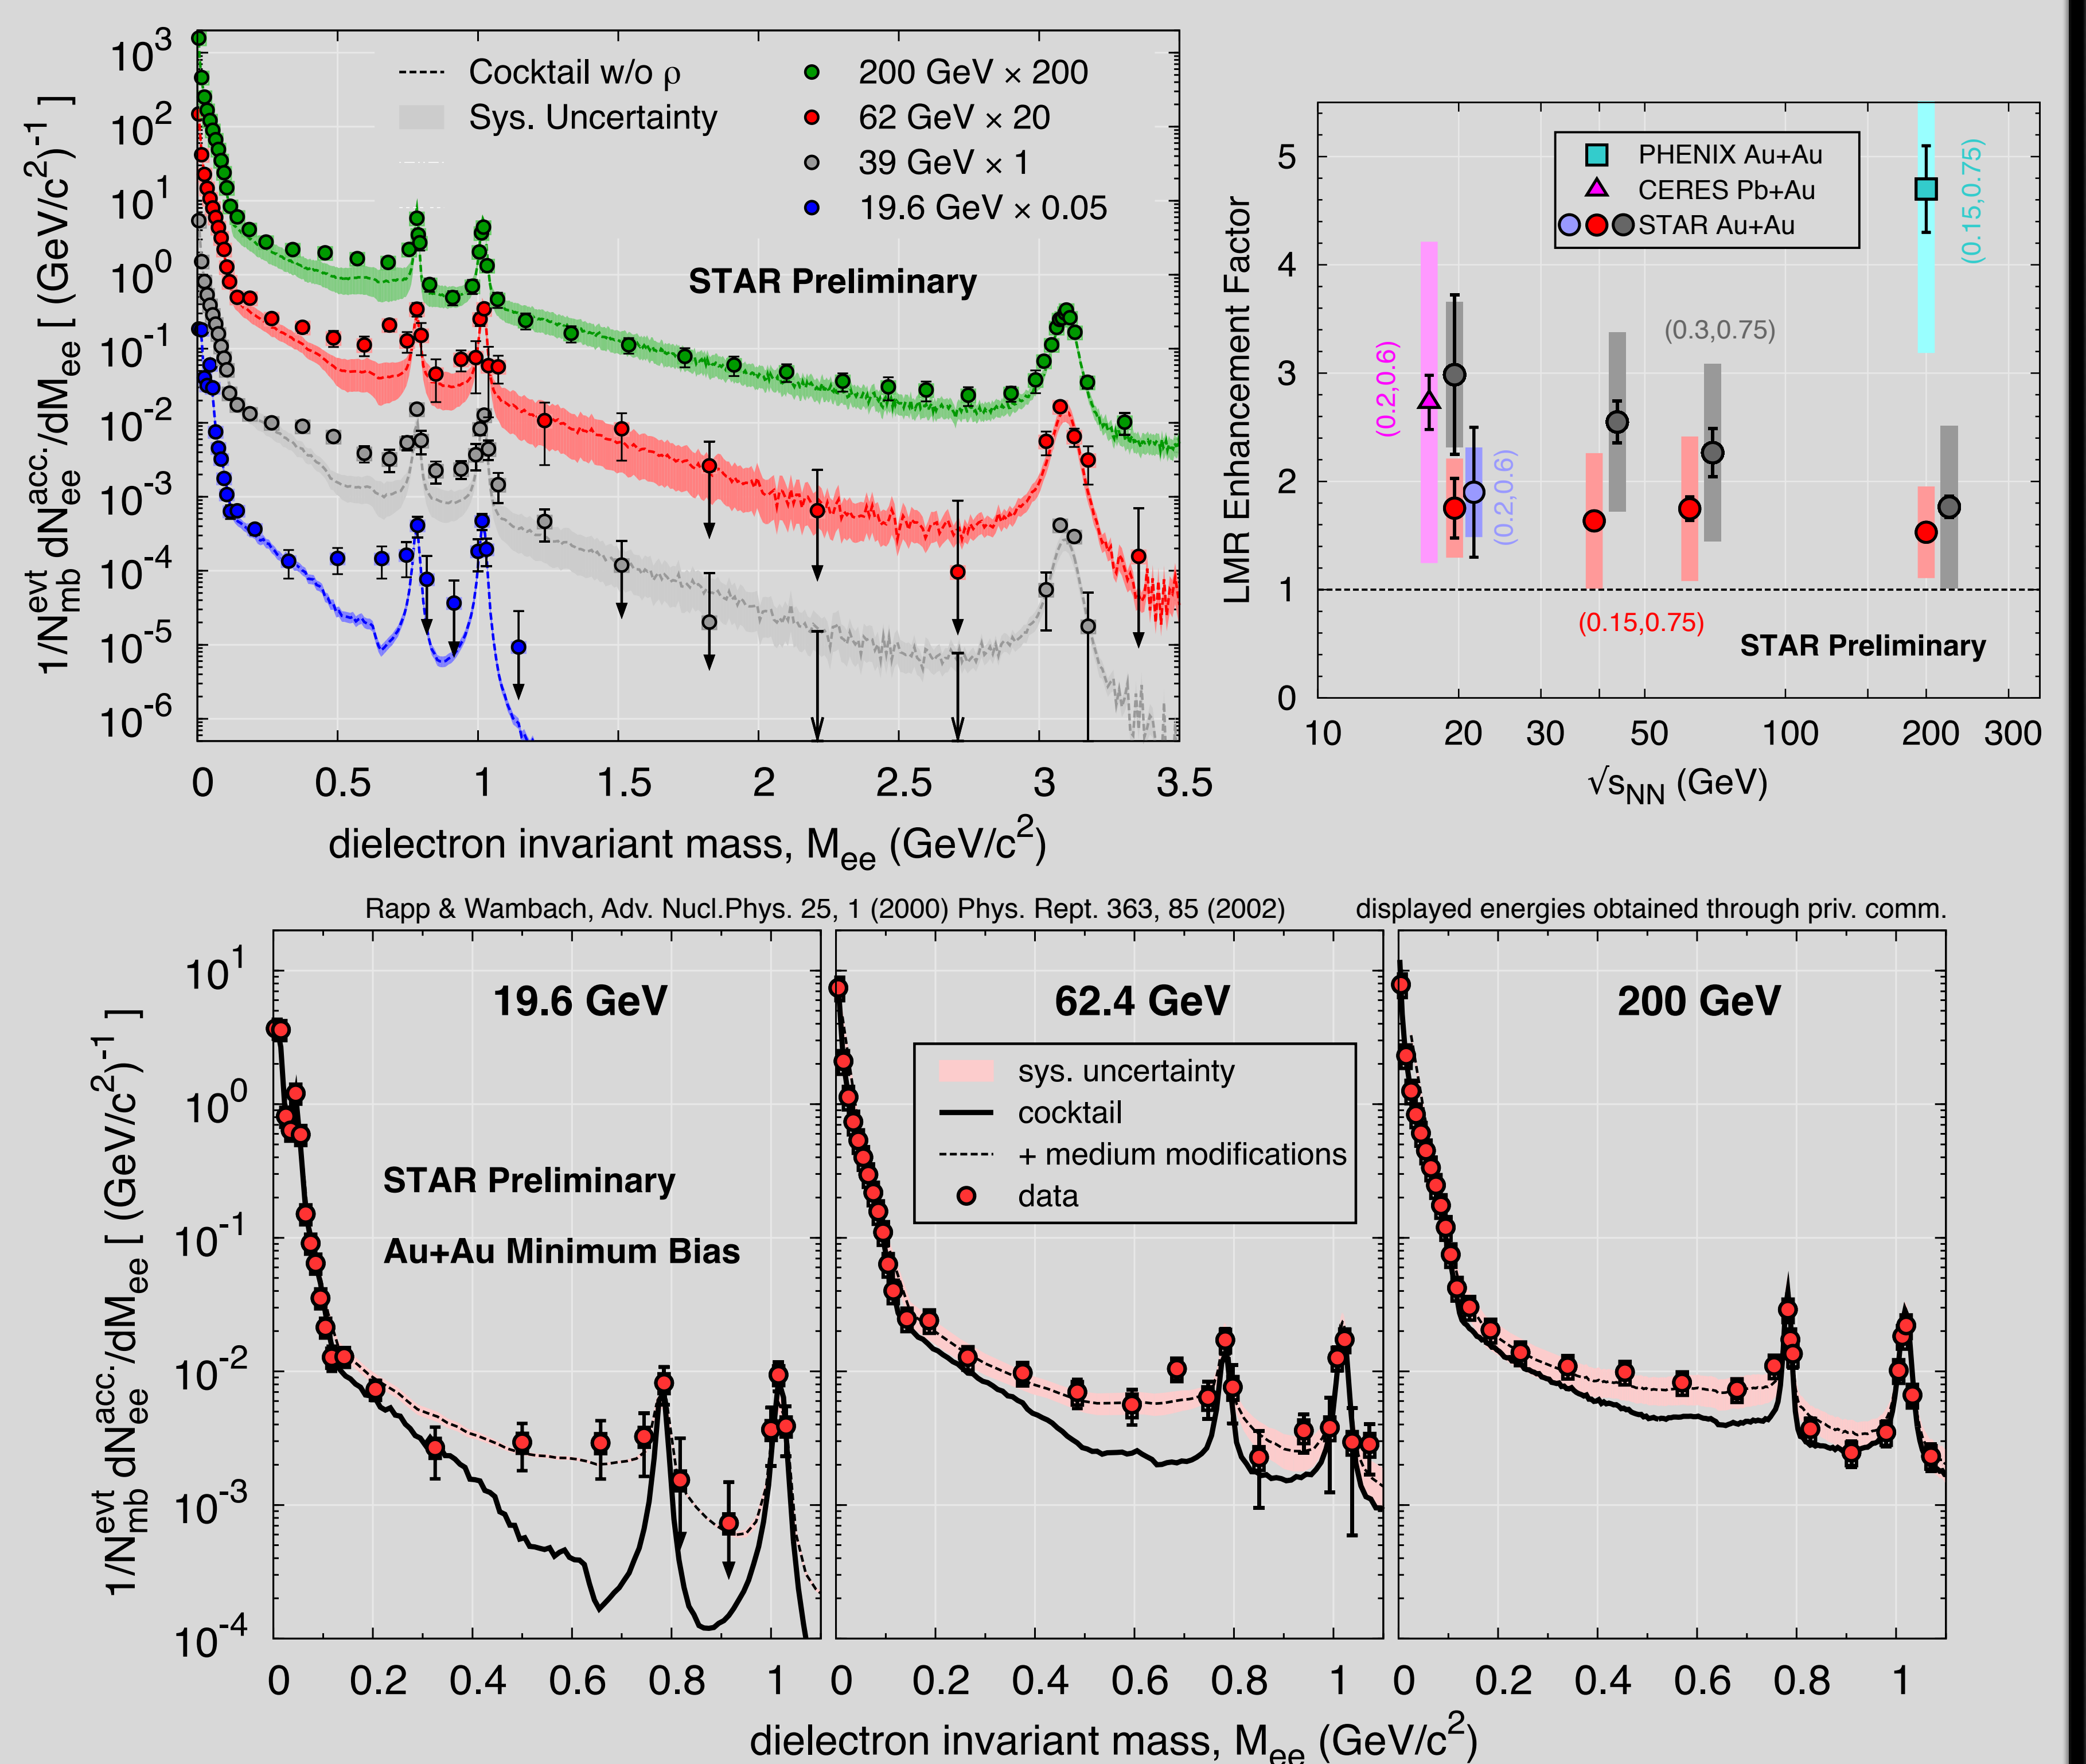 1/N^evt_mb dN^acc._ee/dM_ee [ (GeV/c^2)^-1 ]
10^3
10^2
10^1
10^0
10^-1
10^-2
10^-3
10^-4
10^-5
10^-6
Cocktail w/o ρ
Sys. Uncertainty
200 GeV × 200
62 GeV × 20
39 GeV × 1
19.6 GeV × 0.05
STAR Preliminary
0 0.5 1 1.5 2 2.5 3 3.5
dielectron invariant mass, M_ee (GeV/c^2)
LMR Enhancement Factor
5
4
3
2
1
0
PHENIX Au+Au
CERES Pb+Au
STAR Au+Au
(0.15,0.75)
(0.3,0.75)
(0.2,0.6)
(0.2,0.6)
(0.15,0.75)
STAR Preliminary
10 20 30 50 100 200 300
√s_NN (GeV)
Rapp & Wambach, Adv. Nucl.Phys. 25, 1 (2000) Phys. Rept. 363, 85 (2002)
displayed energies obtained through priv. comm.
1/N^evt_mb dN^acc._ee/dM_ee [ (GeV/c^2)^-1 ]
10^1
10^0
10^-1
10^-2
10^-3
10^-4
19.6 GeV
STAR Preliminary
Au+Au Minimum Bias
62.4 GeV
sys. uncertainty
cocktail
+ medium modifications
data
200 GeV
0 0.2 0.4 0.6 0.8 1
0 0.2 0.4 0.6 0.8 1
0 0.2 0.4 0.6 0.8 1
dielectron invariant mass, M_ee (GeV/c^2)